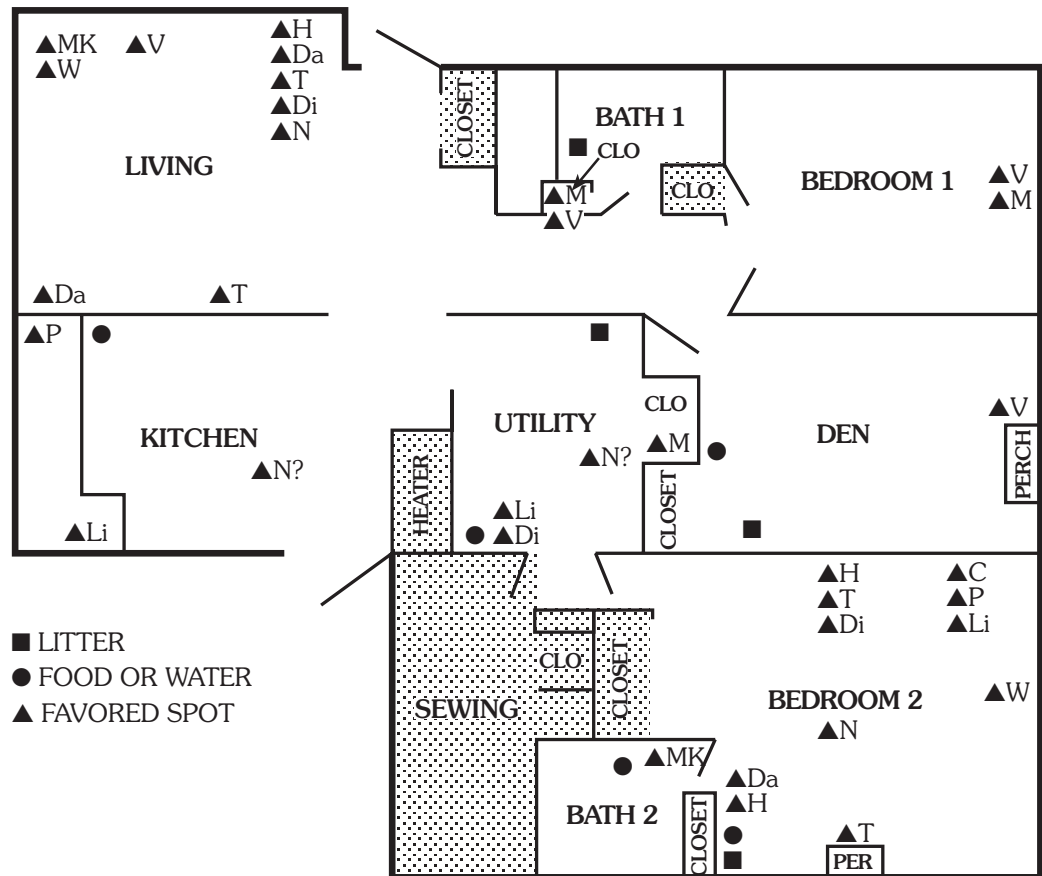 ▲MK ▲V ▲H
▲W ▲Da
▲T
▲Di
▲N
LIVING
▲Da ▲T
CLOSET
BATH 1
CLO
▲M
▲V
CLO
BEDROOM 1
▲V
▲M
▲P
KITCHEN
▲N?
▲Li
HEATER
UTILITY
▲N?
▲Li
▲Di
CLO
▲M
CLOSET
DEN
▲V
PERCH
■ LITTER
● FOOD OR WATER
▲ FAVORED SPOT
SEWING
CLO
CLOSET
▲H ▲C
▲T ▲P
▲Di ▲Li
BEDROOM 2
▲W
▲N
▲MK
BATH 2
▲Da
▲H
CLOSET
▲T
PER